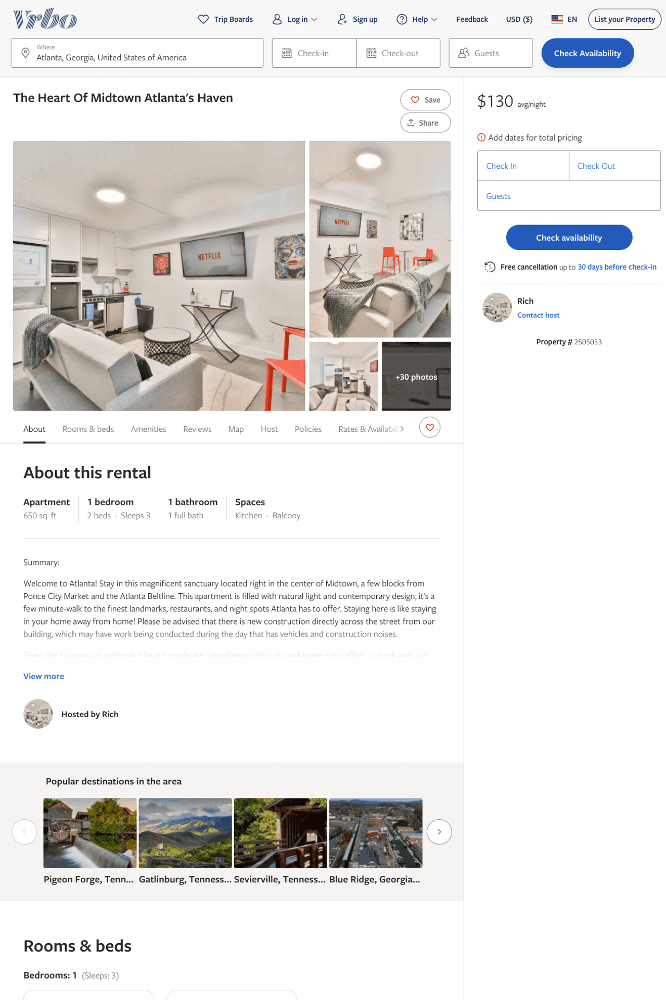 Vrbo
Trip Boards
Log in
Sign up
Help
Feedback
USD ($)
EN
List your Property
Where
Atlanta, Georgia, United States of America
Check-in
Check-out
Guests
Check Availability
The Heart Of Midtown Atlanta's Haven
Save
Share
NETFLIX
NETFLIX
+30 photos
$130 avg/night
Add dates for total pricing
Check In
Check Out
Guests
Check availability
Free cancellation up to 30 days before check-in
Rich
Contact host
Property # 2505033
About
Rooms & beds
Amenities
Reviews
Map
Host
Policies
Rates & Availabili
About this rental
Apartment
650 sq. ft
1 bedroom
2 beds · Sleeps 3
1 bathroom
1 full bath
Spaces
Kitchen · Balcony
Summary:
Welcome to Atlanta! Stay in this magnificent sanctuary located right in the center of Midtown, a few blocks from
Ponce City Market and the Atlanta Beltline. This apartment is filled with natural light and contemporary design, it's a
few minute-walk to the finest landmarks, restaurants, and night spots Atlanta has to offer. Staying here is like staying
in your home away from home! Please be advised that there is new construction directly across the street from our
building, which may have work being conducted during the day that has vehicles and construction noises.
Given the coronavirus outbreak, I have a moderate cancellation policy and will make every effort to work with our
View more
Hosted by Rich
Popular destinations in the area
Pigeon Forge, Tenn...
Gatlinburg, Tenness...
Sevierville, Tenness...
Blue Ridge, Georgia...
Rooms & beds
Bedrooms: 1 (Sleeps: 3)